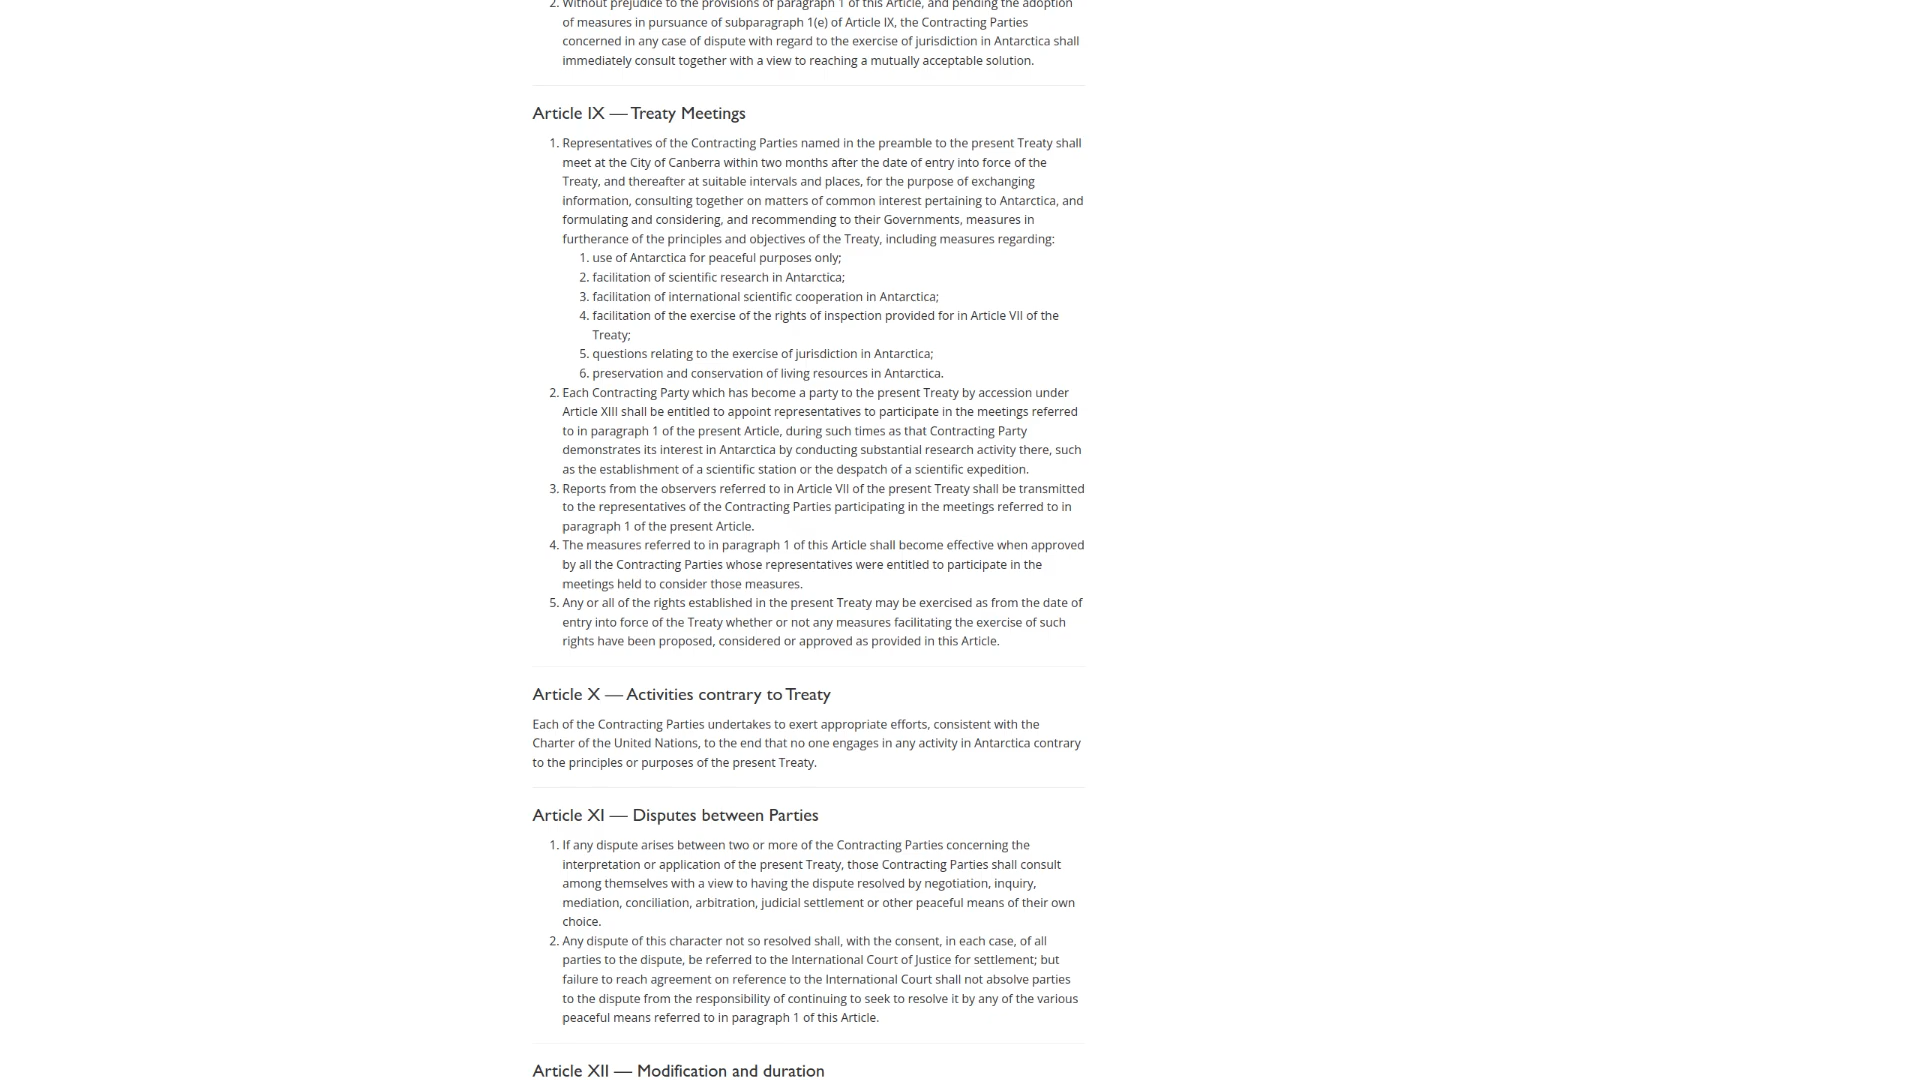 2. Without prejudice to the provisions of paragraph 1 of this Article, and pending the adoption
of measures in pursuance of subparagraph 1(e) of Article IX, the Contracting Parties
concerned in any case of dispute with regard to the exercise of jurisdiction in Antarctica shall
immediately consult together with a view to reaching a mutually acceptable solution.
Article IX — Treaty Meetings
1. Representatives of the Contracting Parties named in the preamble to the present Treaty shall
meet at the City of Canberra within two months after the date of entry into force of the
Treaty, and thereafter at suitable intervals and places, for the purpose of exchanging
information, consulting together on matters of common interest pertaining to Antarctica, and
formulating and considering, and recommending to their Governments, measures in
furtherance of the principles and objectives of the Treaty, including measures regarding:
1. use of Antarctica for peaceful purposes only;
2. facilitation of scientific research in Antarctica;
3. facilitation of international scientific cooperation in Antarctica;
4. facilitation of the exercise of the rights of inspection provided for in Article VII of the
Treaty;
5. questions relating to the exercise of jurisdiction in Antarctica;
6. preservation and conservation of living resources in Antarctica.
2. Each Contracting Party which has become a party to the present Treaty by accession under
Article XIII shall be entitled to appoint representatives to participate in the meetings referred
to in paragraph 1 of the present Article, during such times as that Contracting Party
demonstrates its interest in Antarctica by conducting substantial research activity there, such
as the establishment of a scientific station or the despatch of a scientific expedition.
3. Reports from the observers referred to in Article VII of the present Treaty shall be transmitted
to the representatives of the Contracting Parties participating in the meetings referred to in
paragraph 1 of the present Article.
4. The measures referred to in paragraph 1 of this Article shall become effective when approved
by all the Contracting Parties whose representatives were entitled to participate in the
meetings held to consider those measures.
5. Any or all of the rights established in the present Treaty may be exercised as from the date of
entry into force of the Treaty whether or not any measures facilitating the exercise of such
rights have been proposed, considered or approved as provided in this Article.
Article X — Activities contrary to Treaty
Each of the Contracting Parties undertakes to exert appropriate efforts, consistent with the
Charter of the United Nations, to the end that no one engages in any activity in Antarctica contrary
to the principles or purposes of the present Treaty.
Article XI — Disputes between Parties
1. If any dispute arises between two or more of the Contracting Parties concerning the
interpretation or application of the present Treaty, those Contracting Parties shall consult
among themselves with a view to having the dispute resolved by negotiation, inquiry,
mediation, conciliation, arbitration, judicial settlement or other peaceful means of their own
choice.
2. Any dispute of this character not so resolved shall, with the consent, in each case, of all
parties to the dispute, be referred to the International Court of Justice for settlement; but
failure to reach agreement on reference to the International Court shall not absolve parties
to the dispute from the responsibility of continuing to seek to resolve it by any of the various
peaceful means referred to in paragraph 1 of this Article.
Article XII — Modification and duration